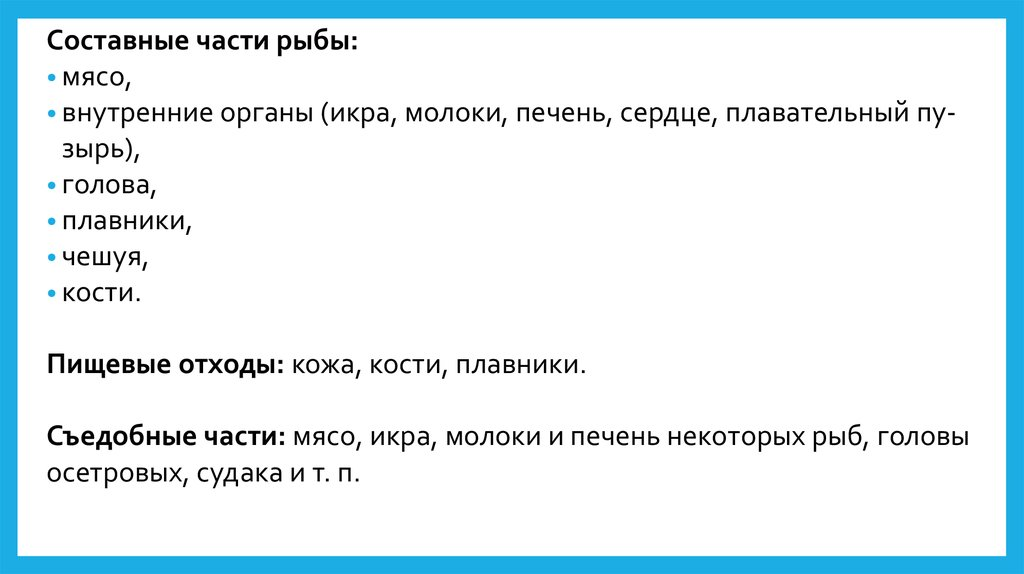 Составные части рыбы:
• мясо,
• внутренние органы (икра, молоки, печень, сердце, плавательный пу-
зырь),
• голова,
• плавники,
• чешуя,
• кости.
Пищевые отходы: кожа, кости, плавники.
Съедобные части: мясо, икра, молоки и печень некоторых рыб, головы
осетровых, судака и т. п.